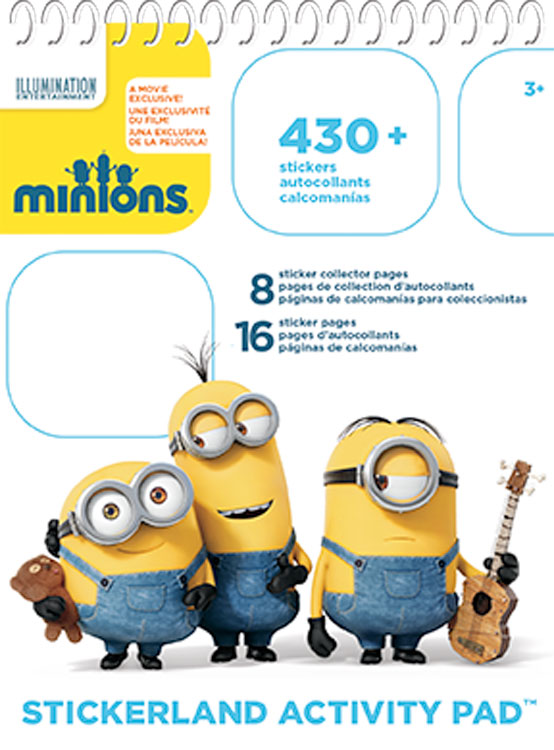 ILLUMINATION
ENTERTAINMENT
A MOVIE
EXCLUSIVE!
UNE EXCLUSIVITÉ
DU FILM!
¡UNA EXCLUSIVA
DE LA PELÍCULA!
minions™
430+
stickers
autocollants
calcomanías
3+
8
sticker collector pages
pages de collection d'autocollants
páginas de calcomanías para coleccionistas
16
sticker pages
pages d'autocollants
páginas de calcomanías
STICKERLAND ACTIVITY PAD™